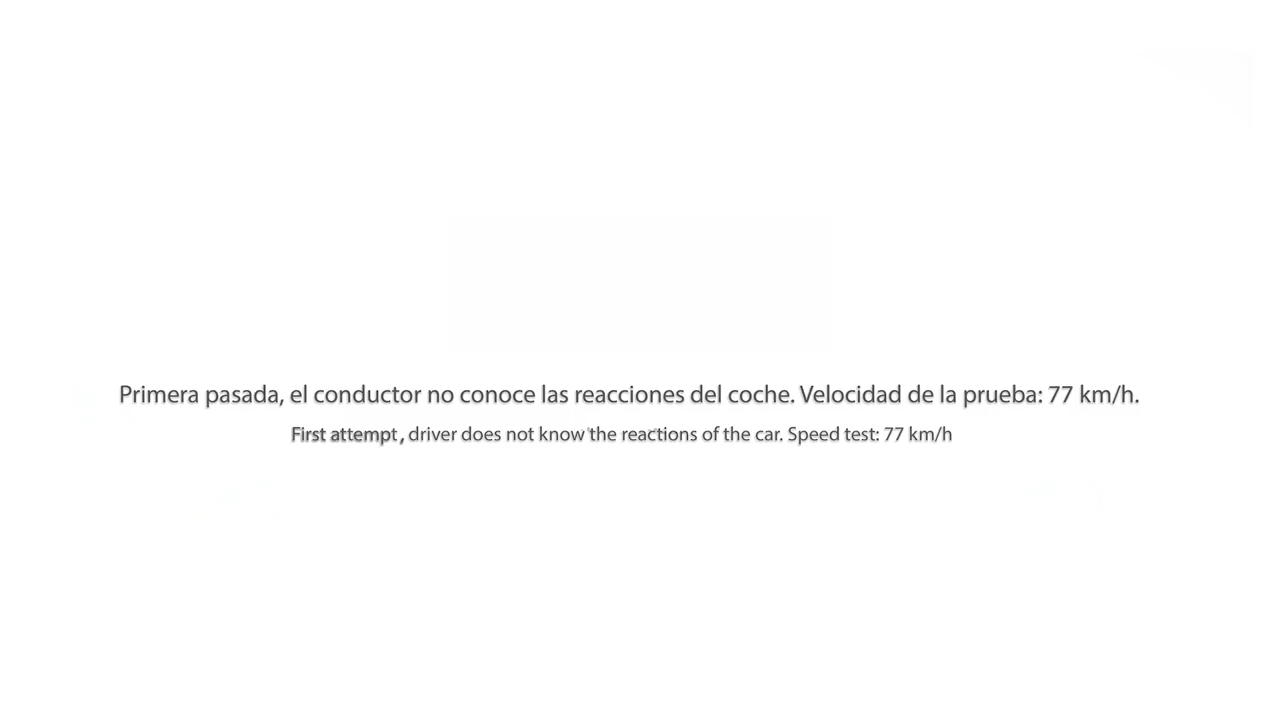 Primera pasada, el conductor no conoce las reacciones del coche. Velocidad de la prueba: 77 km/h.
First attempt, driver does not know the reactions of the car. Speed test: 77 km/h